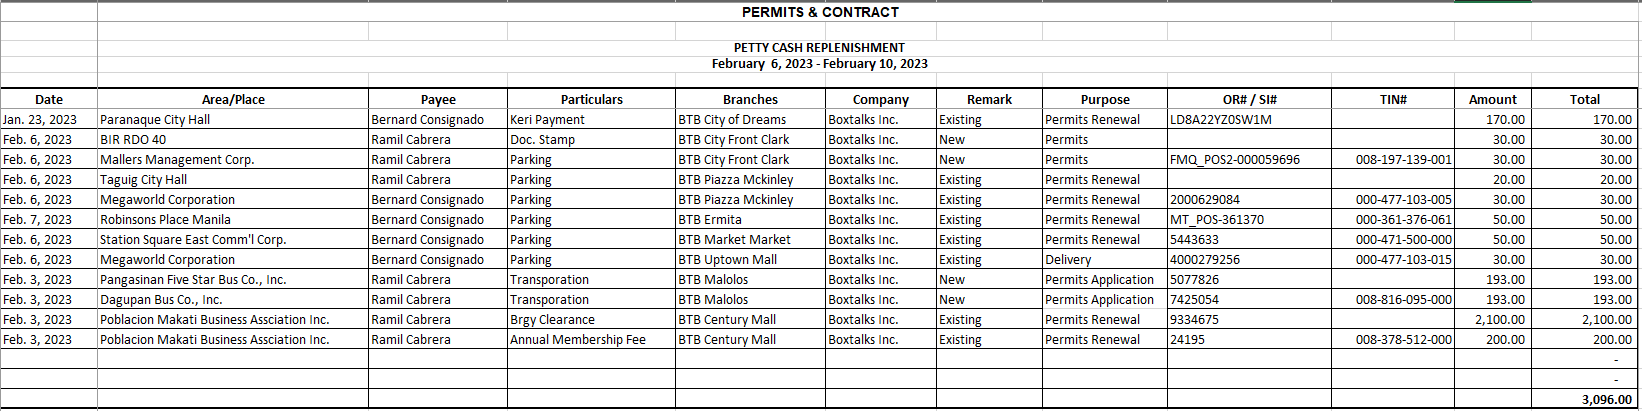 PERMITS & CONTRACT
PETTY CASH REPLENISHMENT
February 6, 2023 - February 10, 2023
Date Area/Place Payee Particulars Branches Company Remark Purpose OR# / SI# TIN# Amount Total
Jan. 23, 2023 Paranaque City Hall Bernard Consignado Keri Payment BTB City of Dreams Boxtalks Inc. Existing Permits Renewal LD8A22YZ0SW1M 170.00 170.00
Feb. 6, 2023 BIR RDO 40 Ramil Cabrera Doc. Stamp BTB City Front Clark Boxtalks Inc. New Permits 30.00 30.00
Feb. 6, 2023 Mallers Management Corp. Ramil Cabrera Parking BTB City Front Clark Boxtalks Inc. New Permits FMQ_POS2-000059696 008-197-139-001 30.00 30.00
Feb. 6, 2023 Taguig City Hall Ramil Cabrera Parking BTB Piazza Mckinley Boxtalks Inc. Existing Permits Renewal 20.00 20.00
Feb. 6, 2023 Megaworld Corporation Bernard Consignado Parking BTB Piazza Mckinley Boxtalks Inc. Existing Permits Renewal 2000629084 000-477-103-005 30.00 30.00
Feb. 7, 2023 Robinsons Place Manila Bernard Consignado Parking BTB Ermita Boxtalks Inc. Existing Permits Renewal MT_POS-361370 000-361-376-061 50.00 50.00
Feb. 6, 2023 Station Square East Comm'l Corp. Bernard Consignado Parking BTB Market Market Boxtalks Inc. Existing Permits Renewal 5443633 000-471-500-000 50.00 50.00
Feb. 6, 2023 Megaworld Corporation Bernard Consignado Parking BTB Uptown Mall Boxtalks Inc. Existing Delivery 4000279256 000-477-103-015 30.00 30.00
Feb. 3, 2023 Pangasinan Five Star Bus Co., Inc. Ramil Cabrera Transporation BTB Malolos Boxtalks Inc. New Permits Application 5077826 193.00 193.00
Feb. 3, 2023 Dagupan Bus Co., Inc. Ramil Cabrera Transporation BTB Malolos Boxtalks Inc. New Permits Application 7425054 008-816-095-000 193.00 193.00
Feb. 3, 2023 Poblacion Makati Business Assciation Inc. Ramil Cabrera Brgy Clearance BTB Century Mall Boxtalks Inc. Existing Permits Renewal 9334675 2,100.00 2,100.00
Feb. 3, 2023 Poblacion Makati Business Assciation Inc. Ramil Cabrera Annual Membership Fee BTB Century Mall Boxtalks Inc. Existing Permits Renewal 24195 008-378-512-000 200.00 200.00
-
-
3,096.00